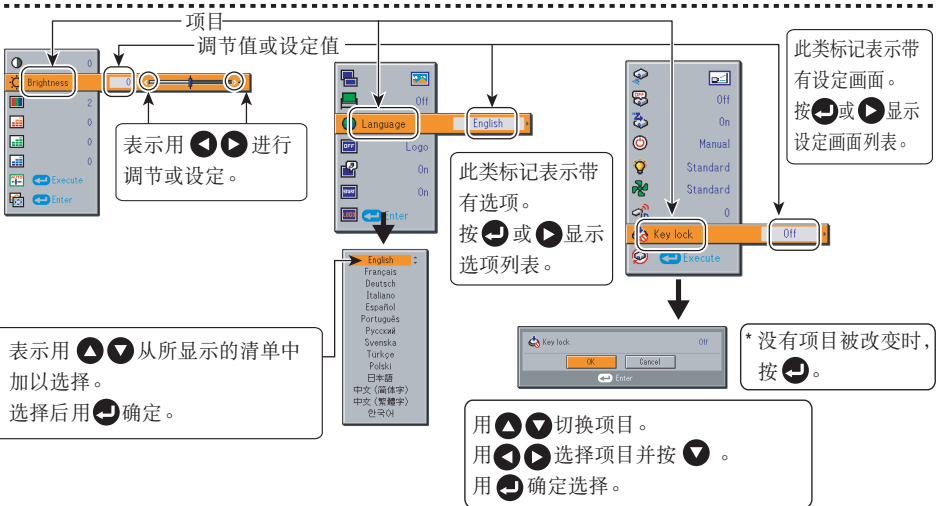 项目
调节值或设定值
0
Brightness 0
2
0
0
0
Execute
Enter
表示用 进行
调节或设定。
Off
Language English
Logo
On
On
Enter
此类标记表示带
有选项。
按 或 显示
选项列表。
Off
On
Manual
Standard
Standard
0
Key lock Off
Execute
此类标记表示带
有设定画面。
按 或 显示
设定画面列表。
English
Français
Deutsch
Italiano
Español
Português
Русский
Svenska
Türkçe
Polski
日本語
中文(简体字)
中文(繁體字)
한국어
表示用 从所显示的清单中
加以选择。
选择后用 确定。
Key lock Off
OK Cancel
Enter
* 没有项目被改变时，
按 。
用 切换项目。
用 选择项目并按 。
用 确定选择。